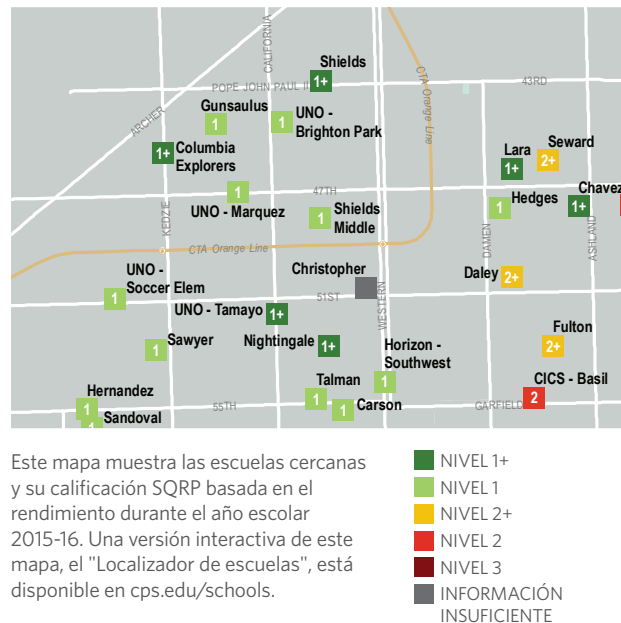 CALIFORNIA
Shields
1+
POPE JOHN PAUL II
43RD
CTA Orange Line
ARCHER
Gunsaulus
1
1
UNO -
Brighton Park
1+
Columbia
Explorers
Lara
1+
Seward
2+
Chavez
1+
1
47TH
UNO - Marquez
1
Shields
Middle
1
Hedges
KEDZIE
CTA Orange Line
DAMEN
ASHLAND
UNO -
Soccer Elem
1
Christopher
51ST
WESTERN
Daley
2+
UNO - Tamayo
1+
Sawyer
1
Nightingale
1+
Horizon -
Southwest
1
Fulton
2+
Hernandez
1
Sandoval
1
55TH
Talman
1
1
Carson
GARFIELD
CICS - Basil
2
Este mapa muestra las escuelas cercanas
y su calificación SQRP basada en el
rendimiento durante el año escolar
2015-16. Una versión interactiva de este
mapa, el "Localizador de escuelas", está
disponible en cps.edu/schools.
NIVEL 1+
NIVEL 1
NIVEL 2+
NIVEL 2
NIVEL 3
INFORMACIÓN
INSUFICIENTE